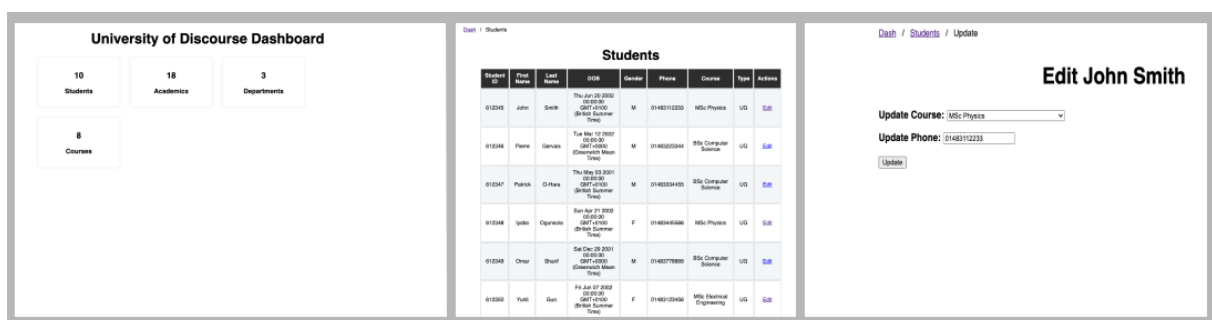 University of Discourse Dashboard
10
Students
18
Academics
3
Departments
8
Courses
Dash / Students
Students
Student ID First Name Last Name DOB Gender Phone Course Type Actions
612345 John Smith Thu Jun 20 2002 00:00:00 GMT+0100 (British Summer Time) M 01483112233 MSc Physics UG Edit
612346 Pierre Gervais Tue Mar 12 2002 00:00:00 GMT+0000 (Greenwich Mean Time) M 01483223344 BSc Computer Science UG Edit
612347 Patrick O-Hara Thu May 03 2001 00:00:00 GMT+0100 (British Summer Time) M 01483334455 BSc Computer Science UG Edit
612348 Iyabo Ogunsola Sun Apr 21 2002 00:00:00 GMT+0100 (British Summer Time) F 01483445566 MSc Physics UG Edit
612349 Omar Sharif Sat Dec 29 2001 00:00:00 GMT+0000 (Greenwich Mean Time) M 01483778899 BSc Computer Science UG Edit
612350 Yunli Guo Fri Jun 07 2002 00:00:00 GMT+0100 (British Summer Time) F 01483123456 MSc Electrical Engineering UG Edit
Dash / Students / Update
Edit John Smith
Update Course: MSc Physics
Update Phone: 01483112233
Update